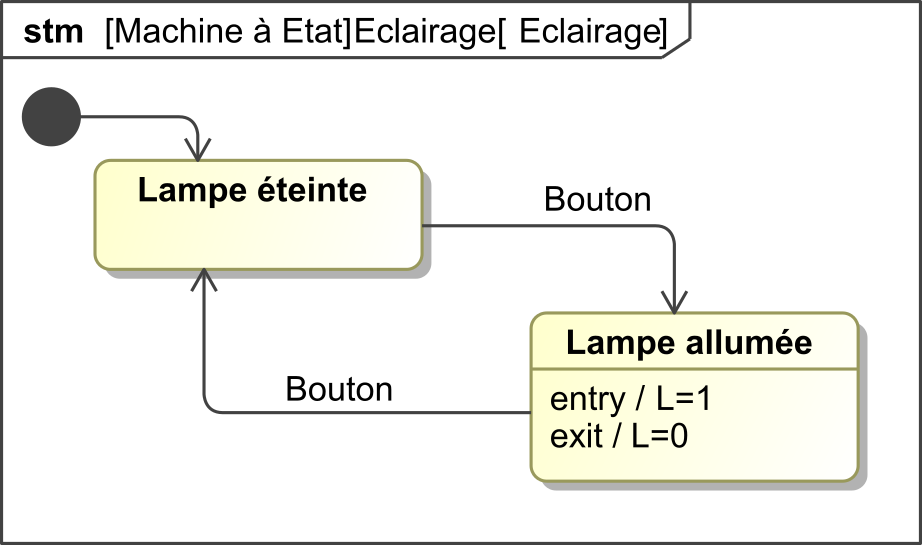 stm [Machine à Etat]Eclairage[ Eclairage]
Lampe éteinte
Bouton
Lampe allumée
Bouton
entry / L=1
exit / L=0